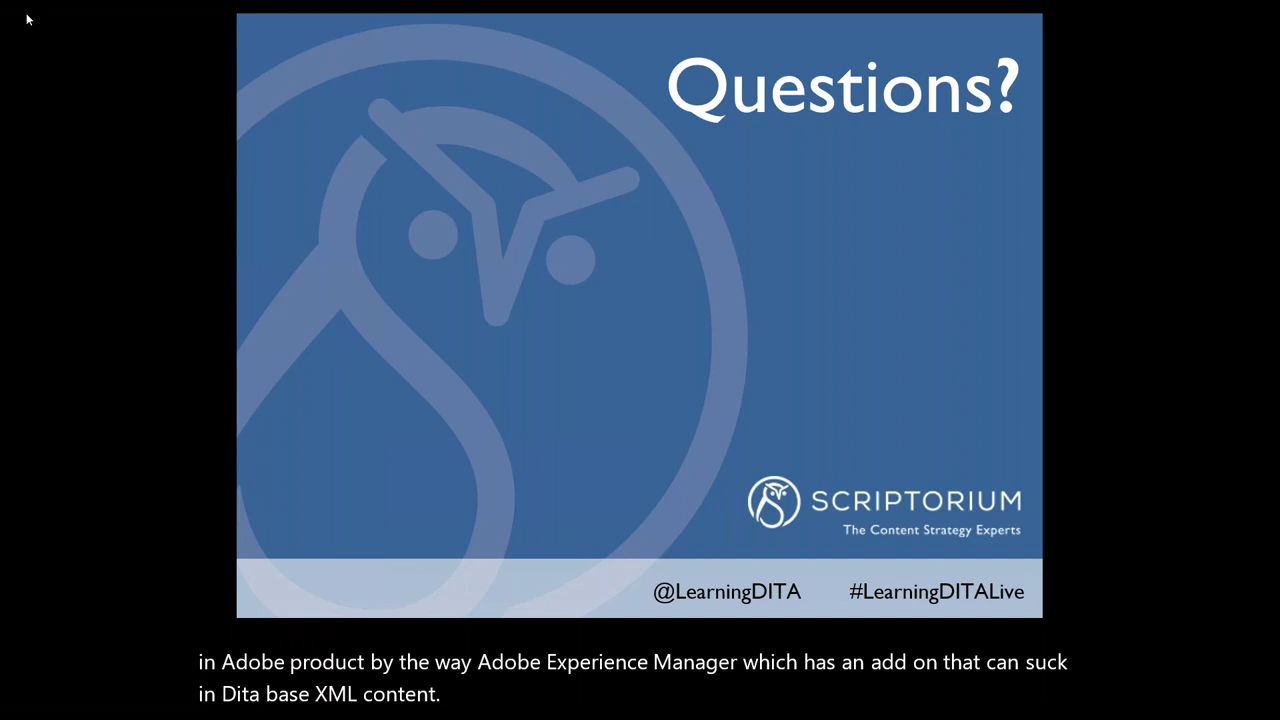 Questions?
SCRIPTORIUM
The Content Strategy Experts
@LearningDITA #LearningDITALive
in Adobe product by the way Adobe Experience Manager which has an add on that can suck
in Dita base XML content.